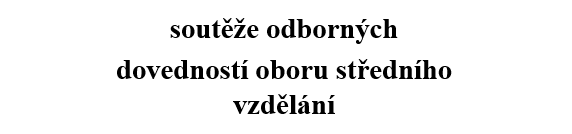 soutěže odborných
dovedností oboru středního
vzdělání